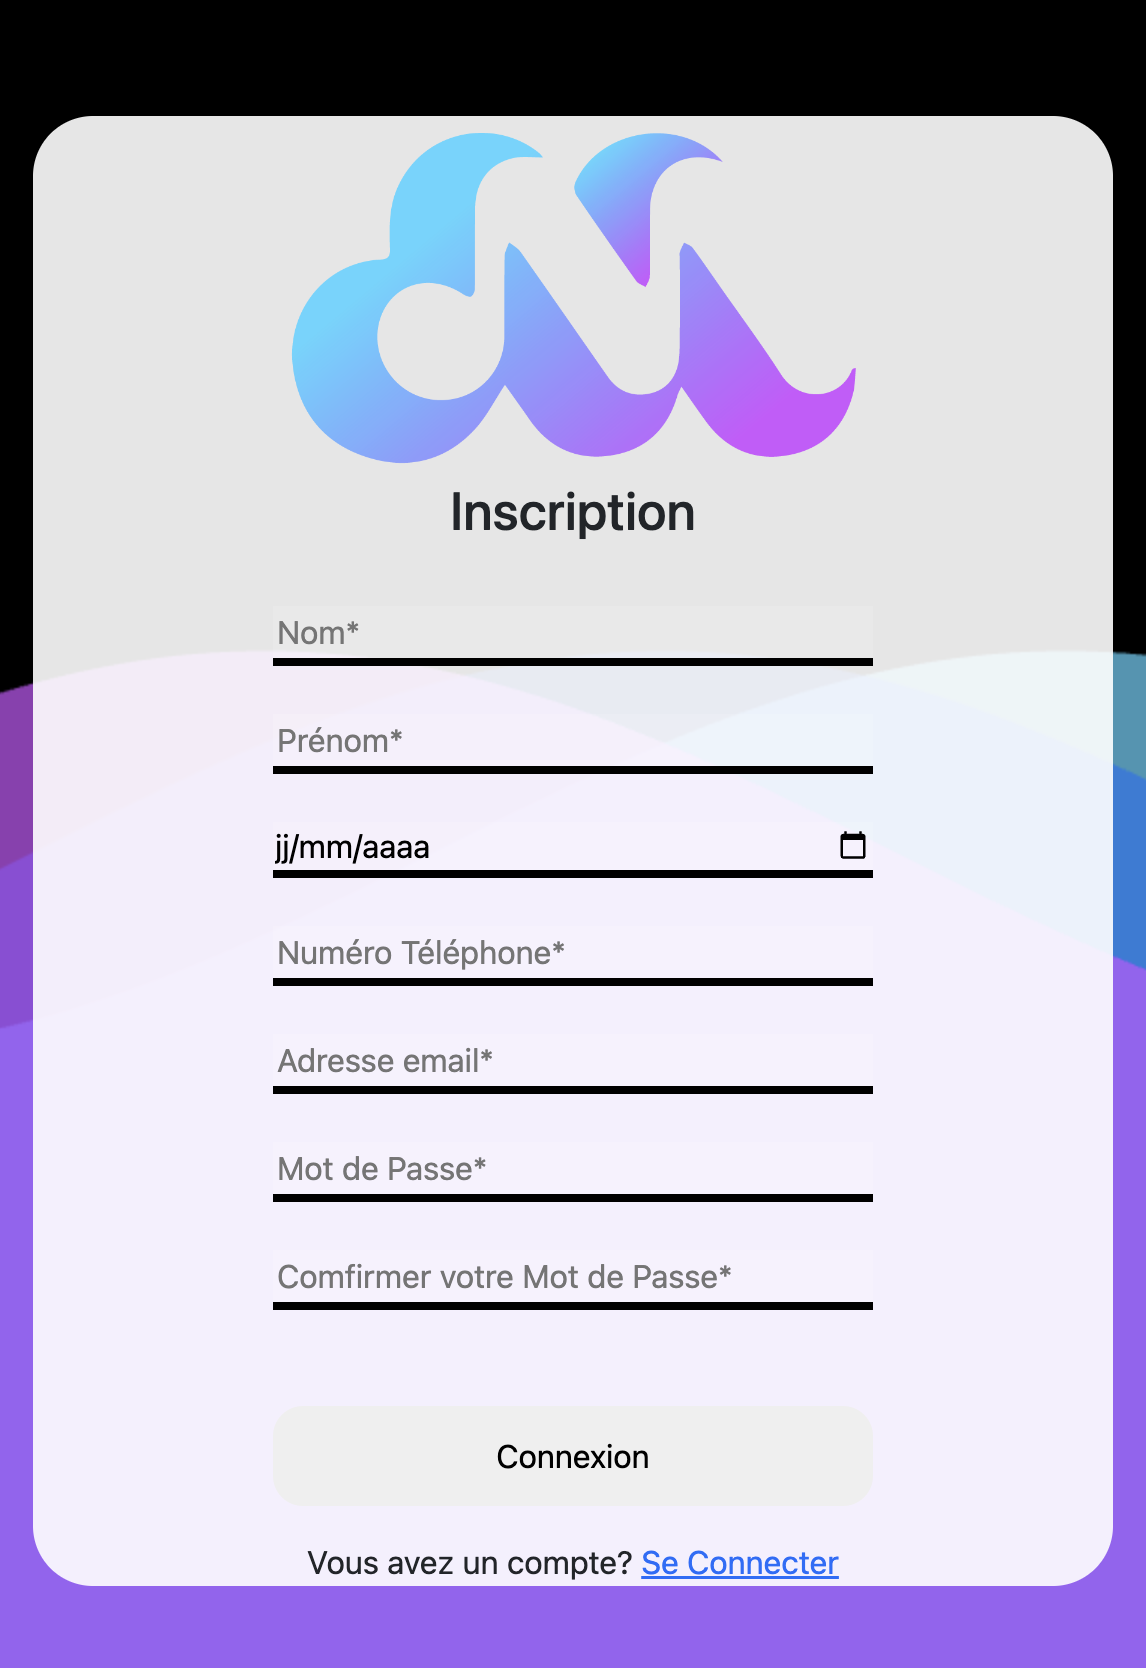 Inscription
Nom*
Prénom*
jj/mm/aaaa
Numéro Téléphone*
Adresse email*
Mot de Passe*
Comfirmer votre Mot de Passe*
Connexion
Vous avez un compte? Se Connecter